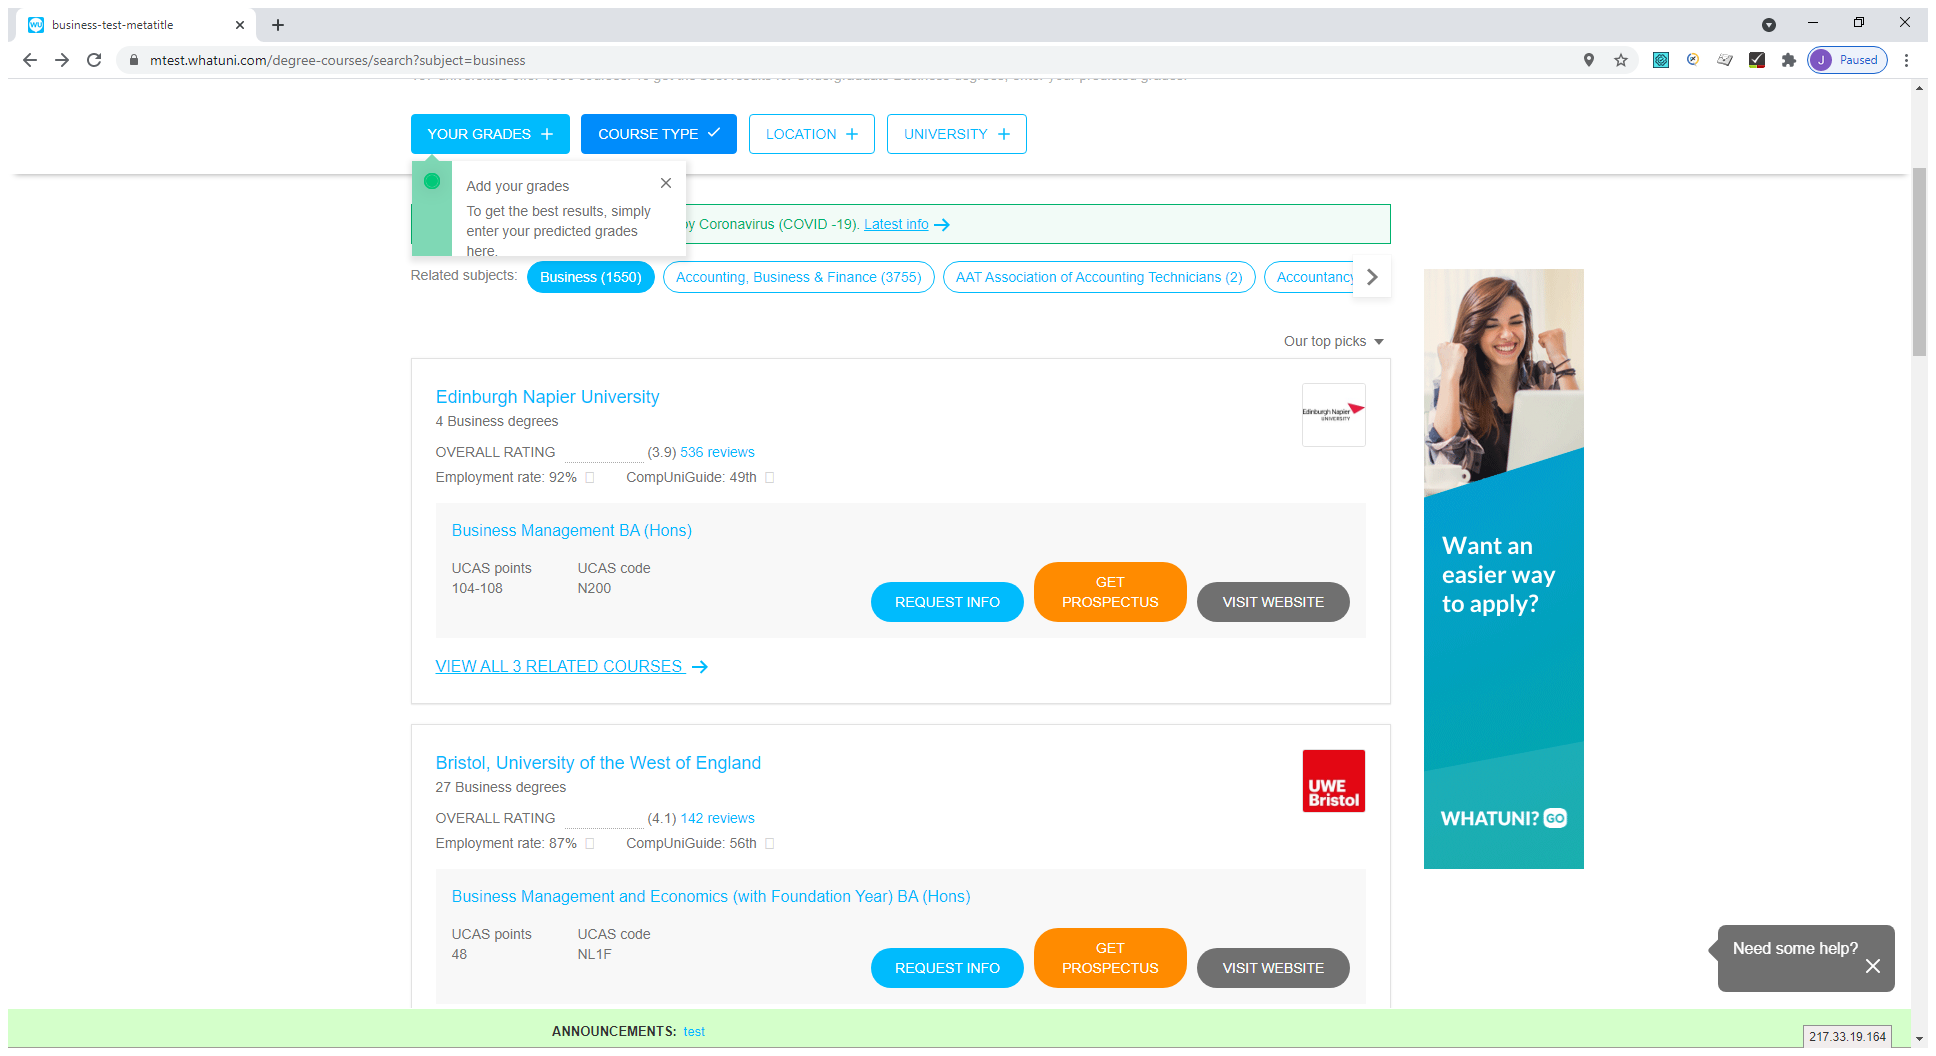 business-test-metatitle
mtest.whatuni.com/degree-courses/search?subject=business
J Paused
YOUR GRADES
COURSE TYPE
LOCATION
UNIVERSITY
Add your grades
To get the best results, simply
enter your predicted grades
here.
by Coronavirus (COVID -19). Latest info
Related subjects: Business (1550) Accounting, Business & Finance (3755) AAT Association of Accounting Technicians (2) Accountancy
Our top picks
Edinburgh Napier University
4 Business degrees
OVERALL RATING (3.9) 536 reviews
Employment rate: 92% CompUniGuide: 49th
Edinburgh Napier
UNIVERSITY
Business Management BA (Hons)
UCAS points UCAS code
104-108 N200
REQUEST INFO
GET
PROSPECTUS
VISIT WEBSITE
VIEW ALL 3 RELATED COURSES
Bristol, University of the West of England
27 Business degrees
OVERALL RATING (4.1) 142 reviews
Employment rate: 87% CompUniGuide: 56th
UWE
Bristol
Business Management and Economics (with Foundation Year) BA (Hons)
UCAS points UCAS code
48 NL1F
REQUEST INFO
GET
PROSPECTUS
VISIT WEBSITE
Want an
easier way
to apply?
WHATUNI? GO
Need some help?
ANNOUNCEMENTS: test
217.33.19.164